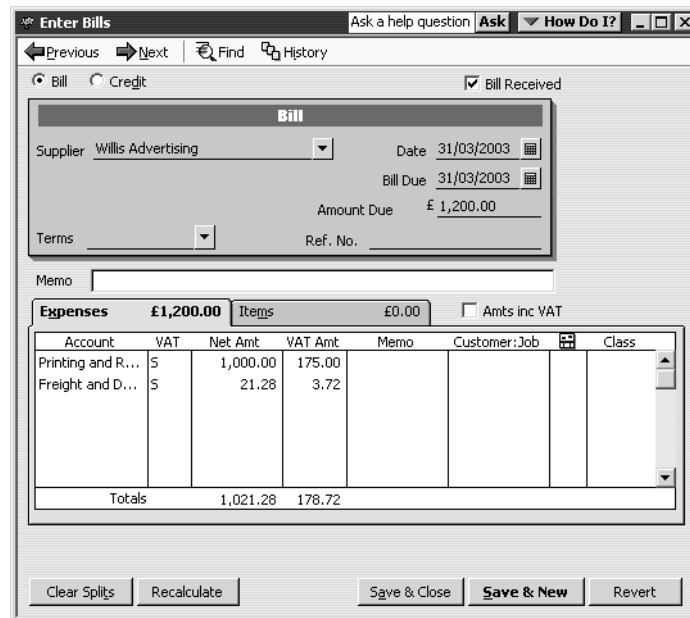 Enter Bills Ask a help question Ask How Do I?
Previous Next Find History
Bill Credit Bill Received
Bill
Supplier Willis Advertising Date 31/03/2003
Bill Due 31/03/2003
Amount Due £ 1,200.00
Terms Ref. No.
Memo
Expenses £1,200.00 Items £0.00 Amts inc VAT
Account VAT Net Amt VAT Amt Memo Customer:Job Class
Printing and R... S 1,000.00 175.00
Freight and D... S 21.28 3.72
Totals 1,021.28 178.72
Clear Splits Recalculate Save & Close Save & New Revert